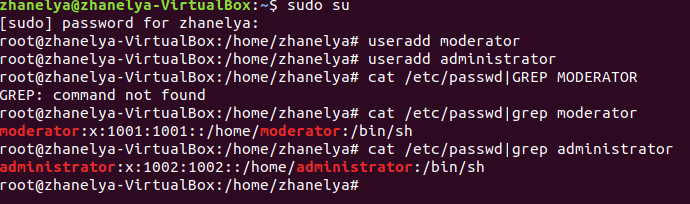 zhanelya@zhanelya-VirtualBox:~$ sudo su
[sudo] password for zhanelya:
root@zhanelya-VirtualBox:/home/zhanelya# useradd moderator
root@zhanelya-VirtualBox:/home/zhanelya# useradd administrator
root@zhanelya-VirtualBox:/home/zhanelya# cat /etc/passwd|GREP MODERATOR
GREP: command not found
root@zhanelya-VirtualBox:/home/zhanelya# cat /etc/passwd|grep moderator
moderator:x:1001:1001::/home/moderator:/bin/sh
root@zhanelya-VirtualBox:/home/zhanelya# cat /etc/passwd|grep administrator
administrator:x:1002:1002::/home/administrator:/bin/sh
root@zhanelya-VirtualBox:/home/zhanelya#